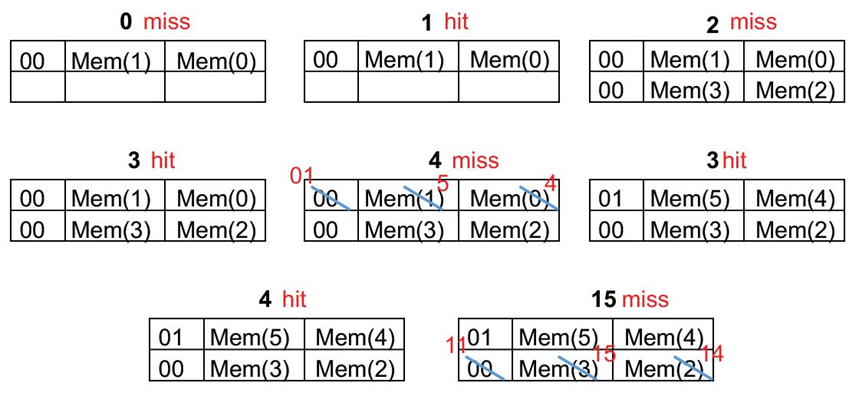 0 miss
00 Mem(1) Mem(0)
1 hit
00 Mem(1) Mem(0)
2 miss
00 Mem(1) Mem(0)
00 Mem(3) Mem(2)
3 hit
00 Mem(1) Mem(0)
00 Mem(3) Mem(2)
4 miss
01 5 4
00 Mem(1) Mem(0)
00 Mem(3) Mem(2)
3 hit
01 Mem(5) Mem(4)
00 Mem(3) Mem(2)
4 hit
01 Mem(5) Mem(4)
00 Mem(3) Mem(2)
15 miss
01 Mem(5) Mem(4)
11 15 14
00 Mem(3) Mem(2)